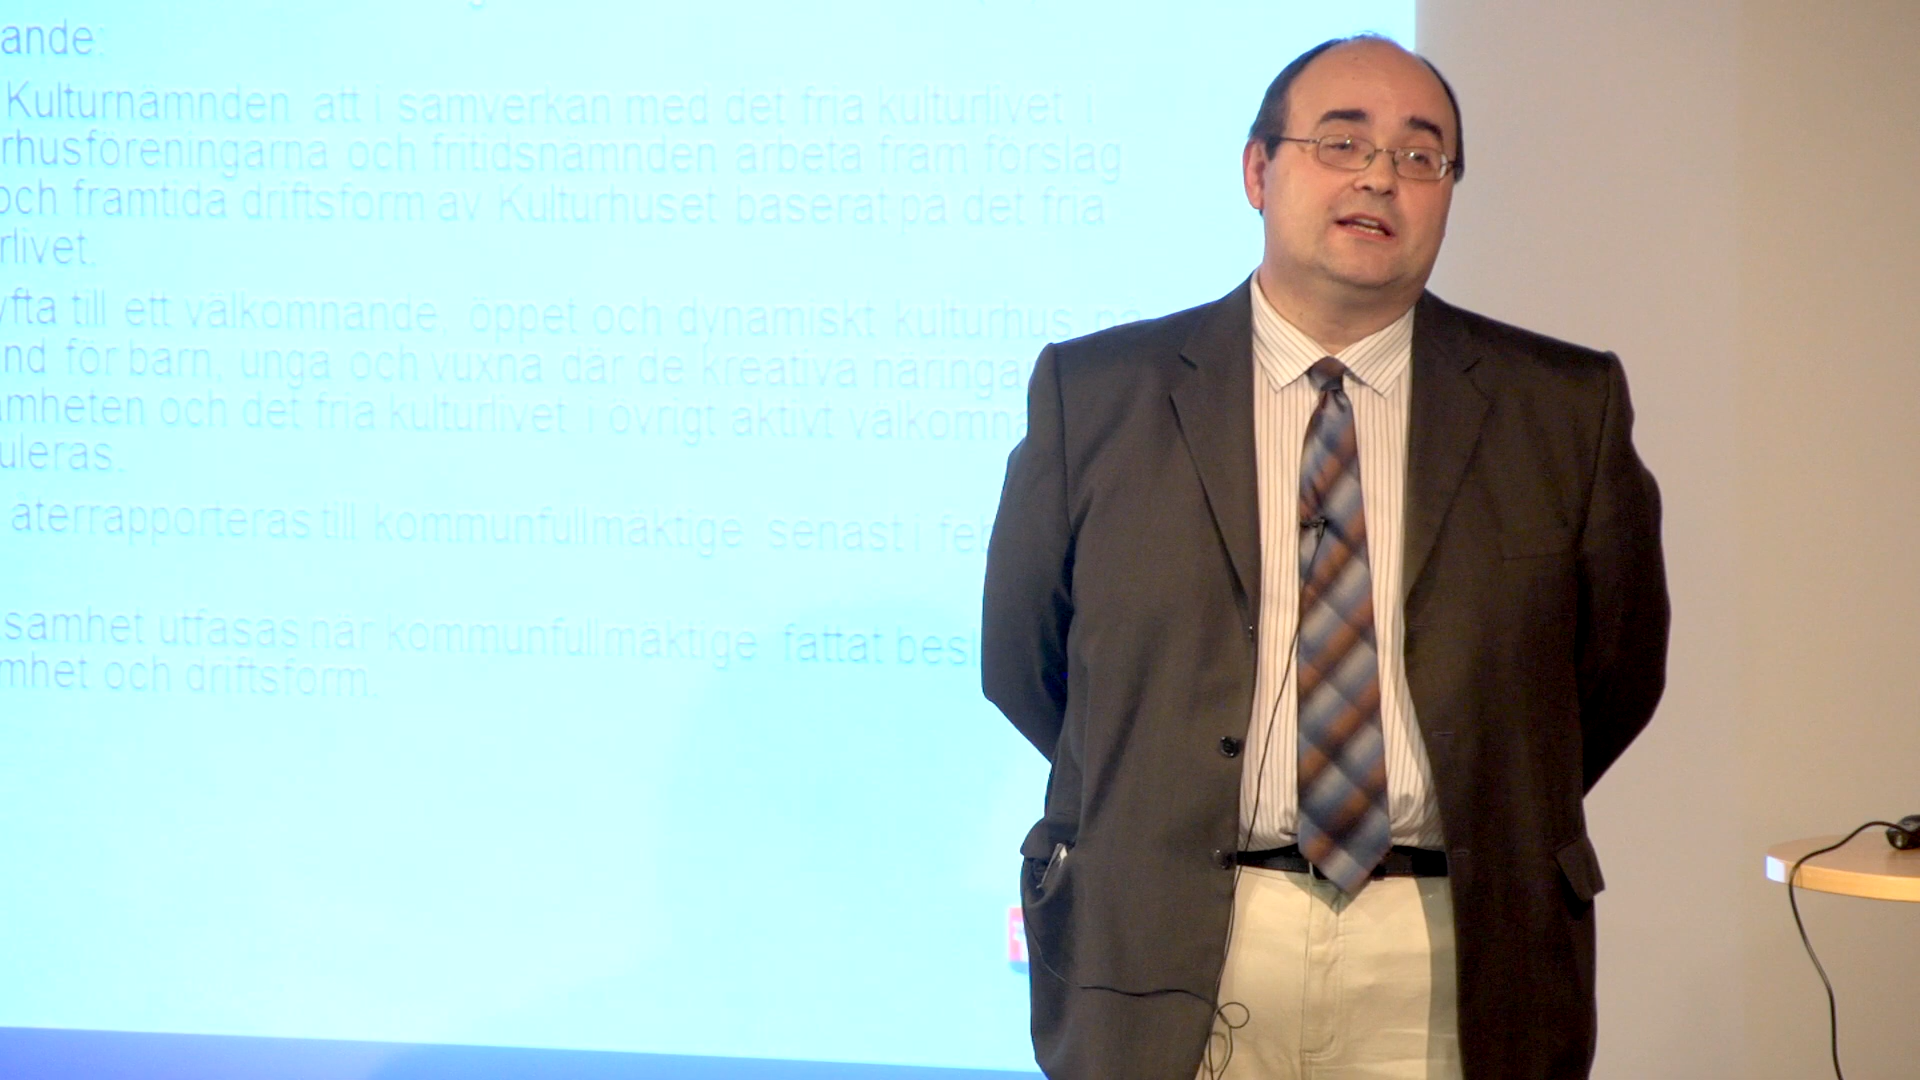 ande:
Kulturnämnden att i samverkan med det fria kulturlivet i
rhusföreningarna och fritidsnämnden arbeta fram förslag
och framtida driftsform av Kulturhuset baserat på det fria
rlivet.
yfta till ett välkomnande, öppet och dynamiskt kulturhus, på
nd för barn, unga och vuxna där de kreativa näringa
amheten och det fria kulturlivet i övrigt aktivt välkomna
uleras.
återrapporteras till kommunfullmäktige senast i feb
samhet utfasas när kommunfullmäktige fattat besl
mhet och driftsform.